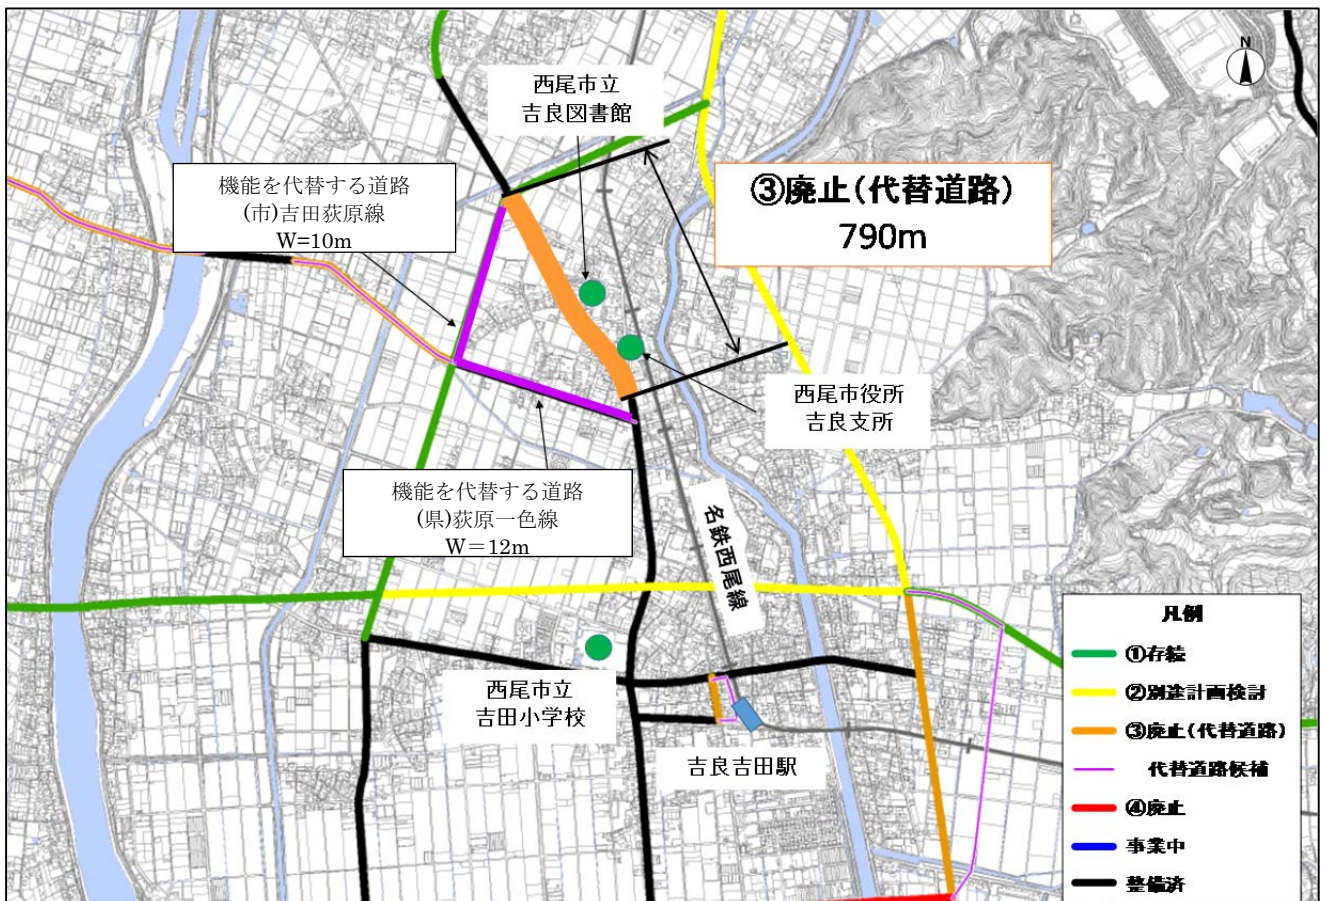 N
西尾市立
吉良図書館
機能を代替する道路
(市)吉田荻原線
W=10m
③廃止(代替道路)
790m
西尾市役所
吉良支所
機能を代替する道路
(県)荻原一色線
W＝12m
名鉄西尾線
西尾市立
吉田小学校
吉良吉田駅
凡例
①存続
②別途計画検討
③廃止(代替道路)
代替道路候補
④廃止
事業中
整備済